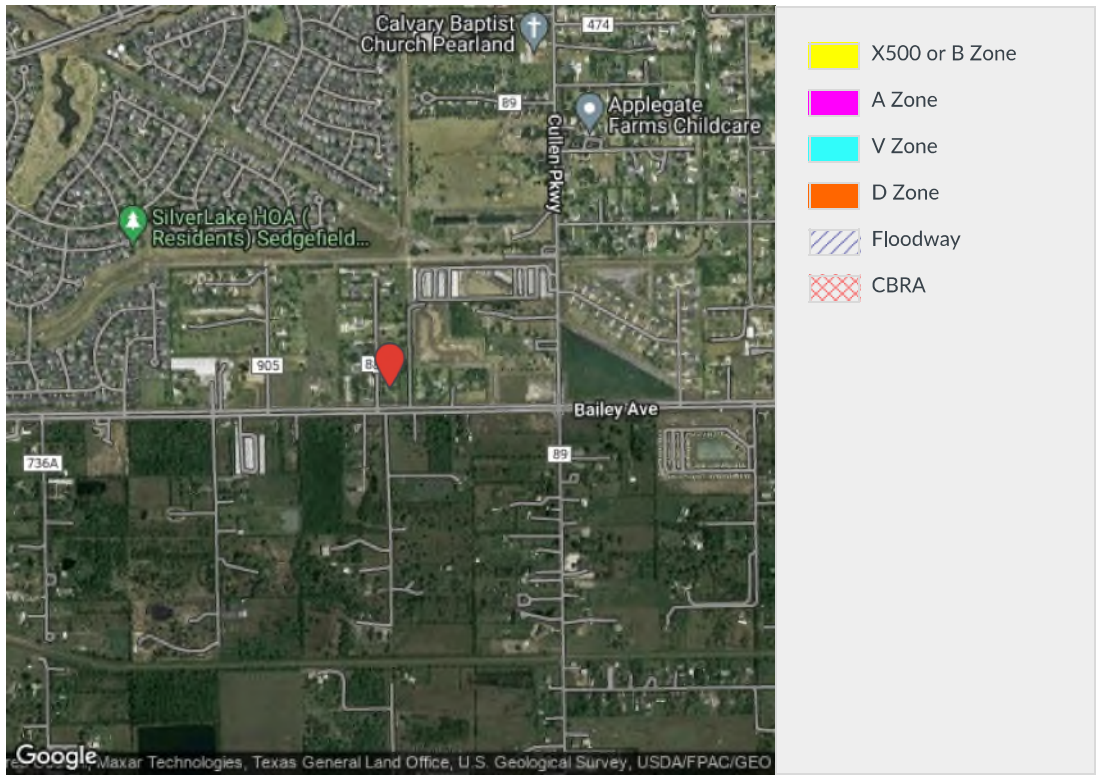 Calvary Baptist
Church Pearland
474
89
Applegate
Farms Childcare
Cullen Pkwy
SilverLake HOA (
Residents) Sedgefield...
905
Bailey Ave
89
736A
Google
Maxar Technologies, Texas General Land Office, U.S. Geological Survey, USDA/FPAC/GEO
X500 or B Zone
A Zone
V Zone
D Zone
Floodway
CBRA